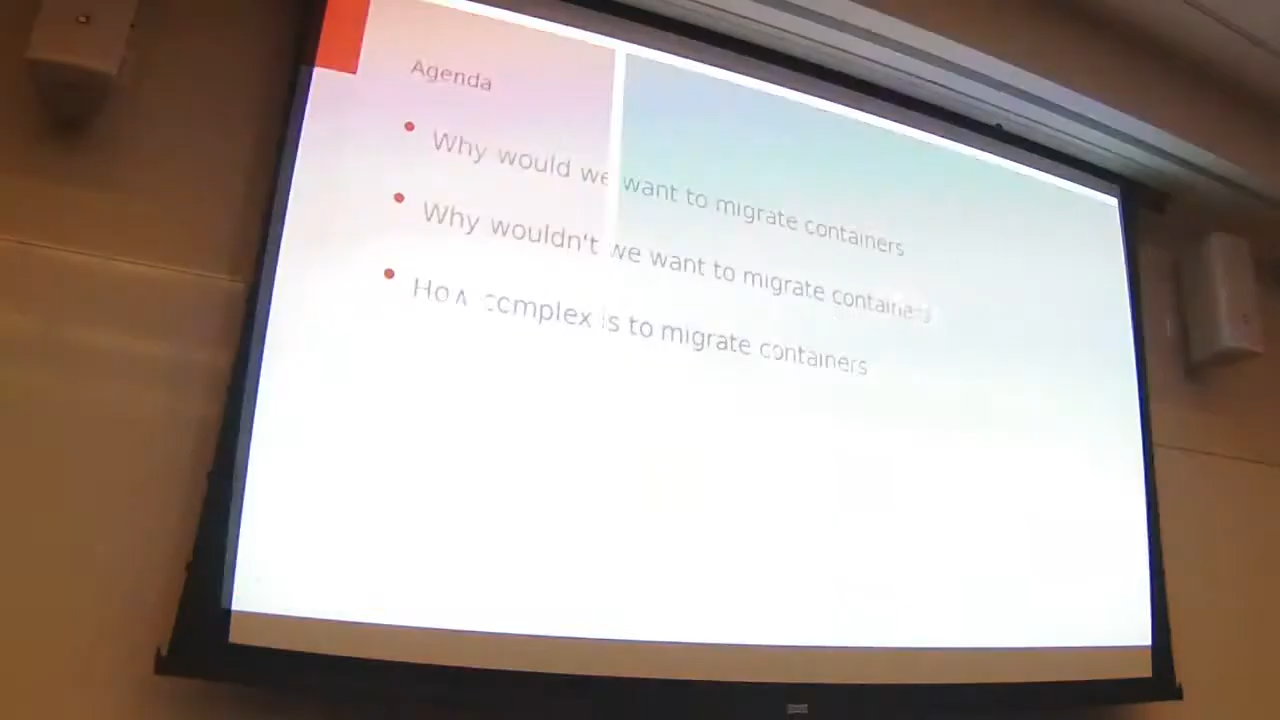 Agenda
Why would we want to migrate containers
Why wouldn't we want to migrate containers
How complex is to migrate containers